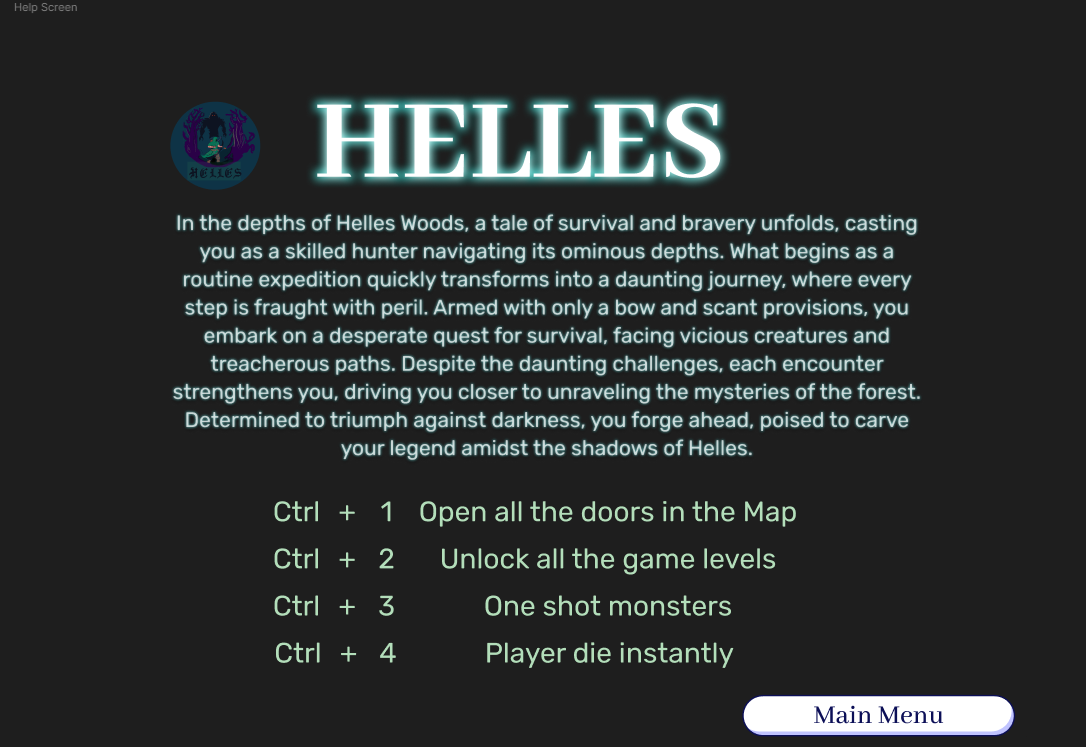 Help Screen
HELLES
HELLES
In the depths of Helles Woods, a tale of survival and bravery unfolds, casting
you as a skilled hunter navigating its ominous depths. What begins as a
routine expedition quickly transforms into a daunting journey, where every
step is fraught with peril. Armed with only a bow and scant provisions, you
embark on a desperate quest for survival, facing vicious creatures and
treacherous paths. Despite the daunting challenges, each encounter
strengthens you, driving you closer to unraveling the mysteries of the forest.
Determined to triumph against darkness, you forge ahead, poised to carve
your legend amidst the shadows of Helles.
Ctrl + 1 Open all the doors in the Map
Ctrl + 2 Unlock all the game levels
Ctrl + 3 One shot monsters
Ctrl + 4 Player die instantly
Main Menu